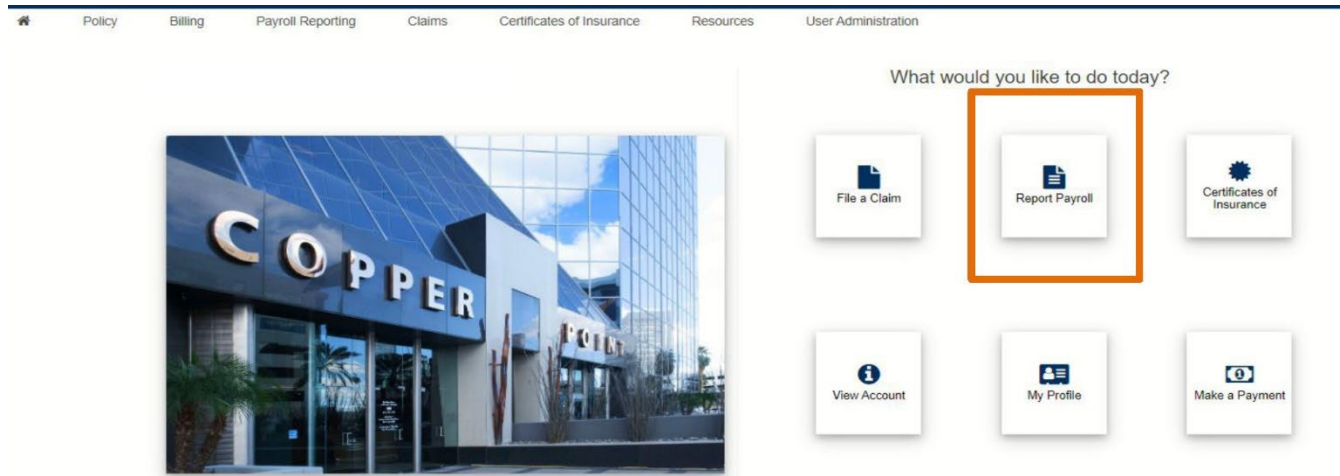 Policy Billing Payroll Reporting Claims Certificates of Insurance Resources User Administration
What would you like to do today?
File a Claim
Report Payroll
Certificates of
Insurance
COPPER
POINT
View Account
My Profile
Make a Payment